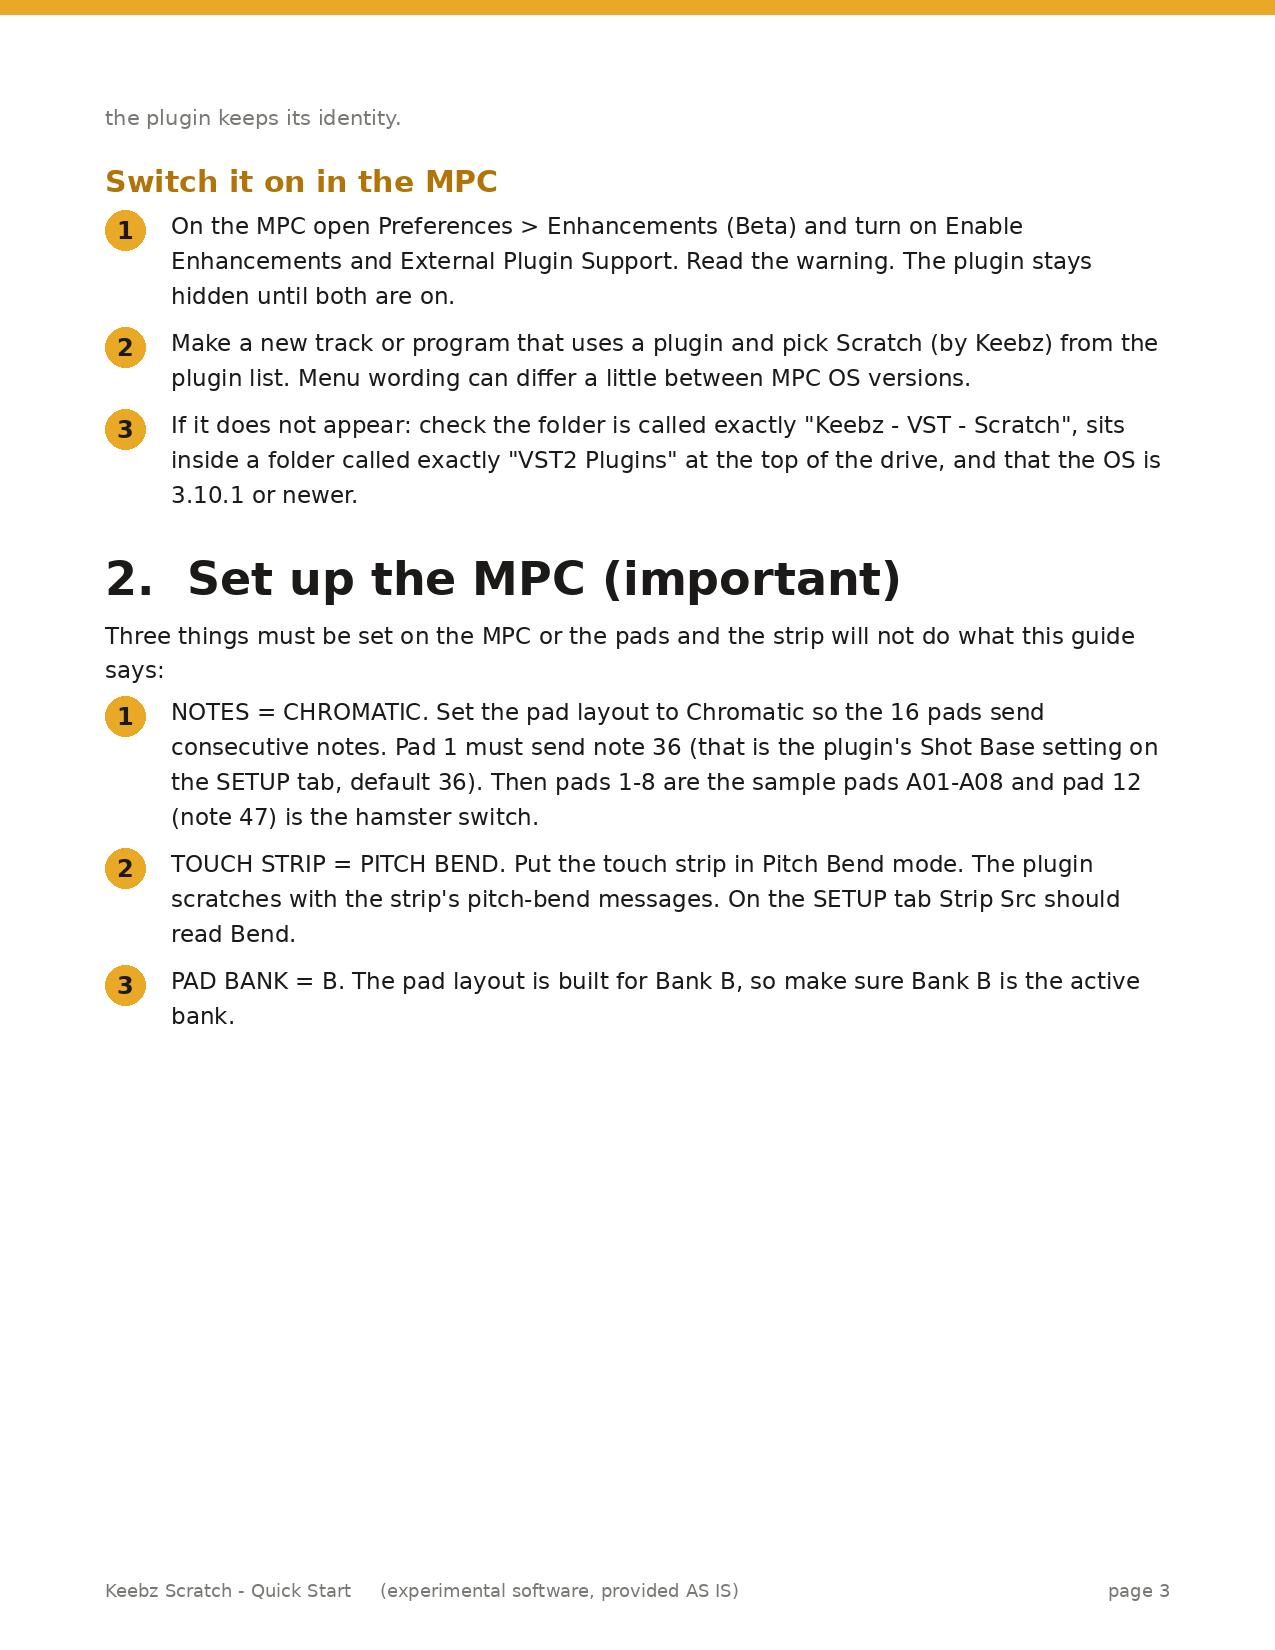 the plugin keeps its identity.
Switch it on in the MPC
1 On the MPC open Preferences > Enhancements (Beta) and turn on Enable
Enhancements and External Plugin Support. Read the warning. The plugin stays
hidden until both are on.
2 Make a new track or program that uses a plugin and pick Scratch (by Keebz) from the
plugin list. Menu wording can differ a little between MPC OS versions.
3 If it does not appear: check the folder is called exactly "Keebz - VST - Scratch", sits
inside a folder called exactly "VST2 Plugins" at the top of the drive, and that the OS is
3.10.1 or newer.
2. Set up the MPC (important)
Three things must be set on the MPC or the pads and the strip will not do what this guide
says:
1 NOTES = CHROMATIC. Set the pad layout to Chromatic so the 16 pads send
consecutive notes. Pad 1 must send note 36 (that is the plugin's Shot Base setting on
the SETUP tab, default 36). Then pads 1-8 are the sample pads A01-A08 and pad 12
(note 47) is the hamster switch.
2 TOUCH STRIP = PITCH BEND. Put the touch strip in Pitch Bend mode. The plugin
scratches with the strip's pitch-bend messages. On the SETUP tab Strip Src should
read Bend.
3 PAD BANK = B. The pad layout is built for Bank B, so make sure Bank B is the active
bank.
Keebz Scratch - Quick Start (experimental software, provided AS IS) page 3